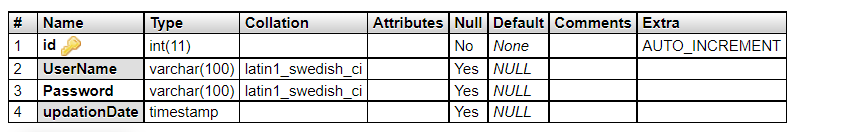 # Name Type Collation Attributes Null Default Comments Extra
1 id int(11) No None AUTO_INCREMENT
2 UserName varchar(100) latin1_swedish_ci Yes NULL
3 Password varchar(100) latin1_swedish_ci Yes NULL
4 updationDate timestamp Yes NULL